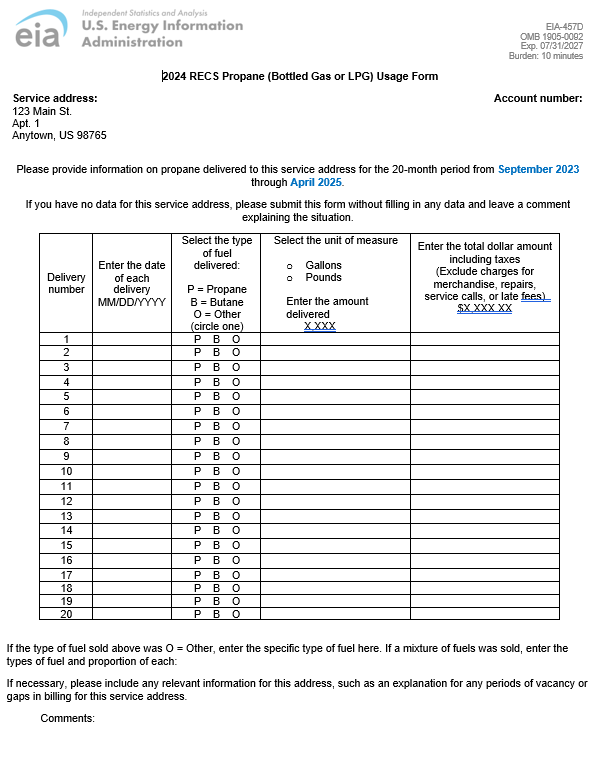 Independent Statistics and Analysis
eia
U.S. Energy Information
Administration
EIA-457D
OMB 1905-0092
Exp. 07/31/2027
Burden: 10 minutes
2024 RECS Propane (Bottled Gas or LPG) Usage Form
Service address:
Account number:
123 Main St.
Apt. 1
Anytown, US 98765
Please provide information on propane delivered to this service address for the 20-month period from September 2023
through April 2025.
If you have no data for this service address, please submit this form without filling in any data and leave a comment
explaining the situation.
Delivery
number
Enter the date
of each
delivery
MM/DD/YYYY
Select the type
of fuel
delivered:
P = Propane
B = Butane
O = Other
(circle one)
Select the unit of measure
o Gallons
o Pounds
Enter the amount
delivered
X,XXX
Enter the total dollar amount
including taxes
(Exclude charges for
merchandise, repairs,
service calls, or late fees)
$X,XXX.XX
1 P B O
2 P B O
3 P B O
4 P B O
5 P B O
6 P B O
7 P B O
8 P B O
9 P B O
10 P B O
11 P B O
12 P B O
13 P B O
14 P B O
15 P B O
16 P B O
17 P B O
18 P B O
19 P B O
20 P B O
If the type of fuel sold above was O = Other, enter the specific type of fuel here. If a mixture of fuels was sold, enter the
types of fuel and proportion of each:
If necessary, please include any relevant information for this address, such as an explanation for any periods of vacancy or
gaps in billing for this service address.
Comments: